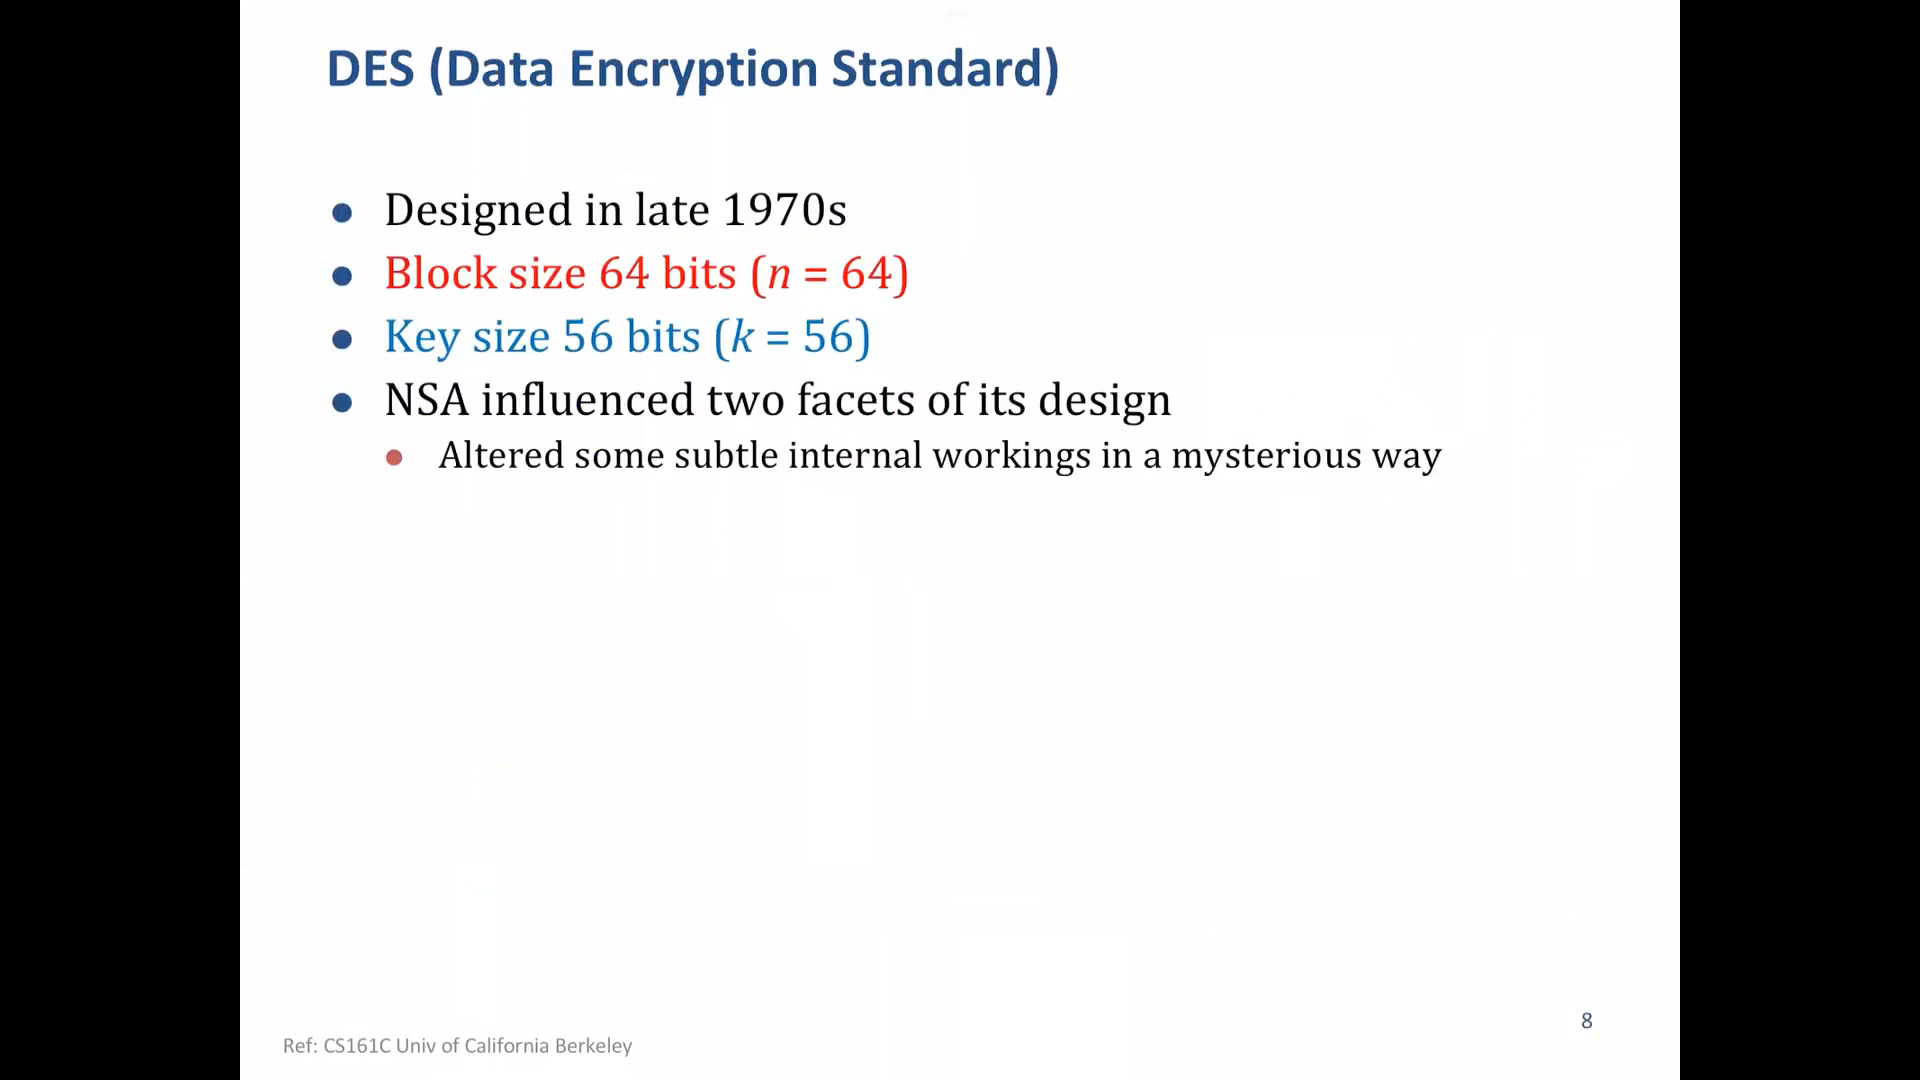 DES (Data Encryption Standard)
● Designed in late 1970s
● Block size 64 bits (n = 64)
● Key size 56 bits (k = 56)
● NSA influenced two facets of its design
● Altered some subtle internal workings in a mysterious way
8
Ref: CS161C Univ of California Berkeley